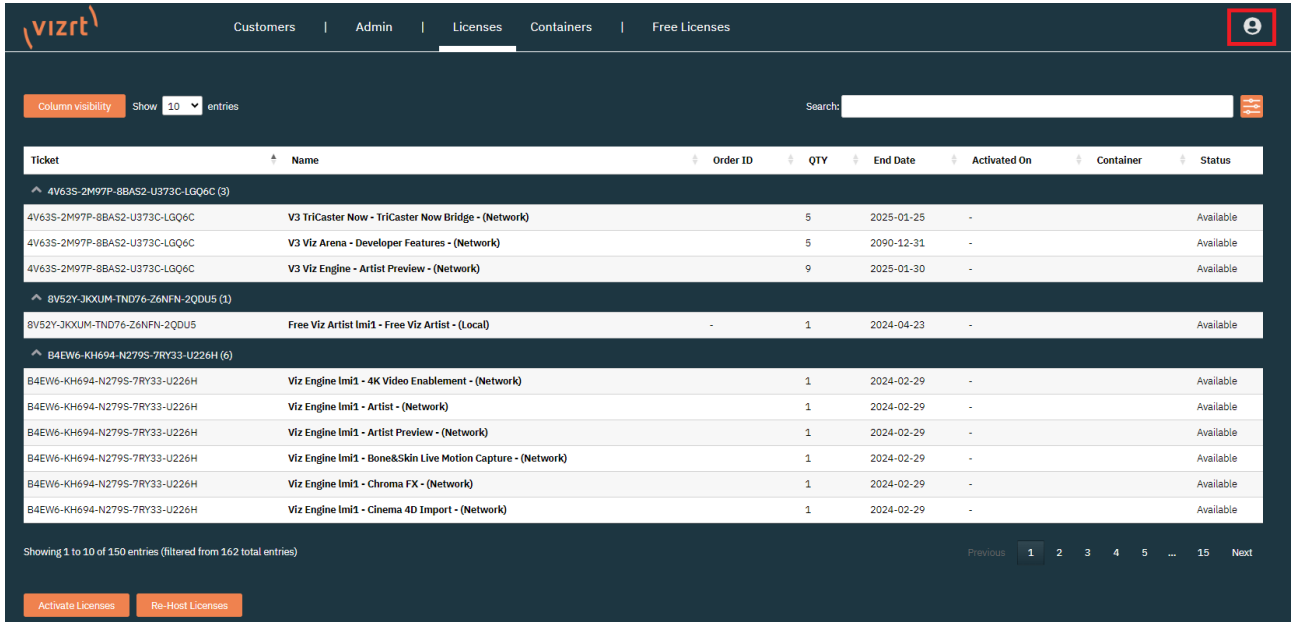 vizrt
Customers | Admin | Licenses Containers | Free Licenses
Column visibility Show 10 entries Search:
Ticket Name Order ID QTY End Date Activated On Container Status
4V63S-2M97P-8BAS2-U373C-LGQ6C (3)
4V63S-2M97P-8BAS2-U373C-LGQ6C V3 TriCaster Now - TriCaster Now Bridge - (Network) 5 2025-01-25 - Available
4V63S-2M97P-8BAS2-U373C-LGQ6C V3 Viz Arena - Developer Features - (Network) 5 2090-12-31 - Available
4V63S-2M97P-8BAS2-U373C-LGQ6C V3 Viz Engine - Artist Preview - (Network) 9 2025-01-30 - Available
8V52Y-JKXUM-TND76-Z6NFN-2QDU5 (1)
8V52Y-JKXUM-TND76-Z6NFN-2QDU5 Free Viz Artist lmi1 - Free Viz Artist - (Local) - 1 2024-04-23 - Available
B4EW6-KH694-N279S-7RY33-U226H (6)
B4EW6-KH694-N279S-7RY33-U226H Viz Engine lmi1 - 4K Video Enablement - (Network) 1 2024-02-29 - Available
B4EW6-KH694-N279S-7RY33-U226H Viz Engine lmi1 - Artist - (Network) 1 2024-02-29 - Available
B4EW6-KH694-N279S-7RY33-U226H Viz Engine lmi1 - Artist Preview - (Network) 1 2024-02-29 - Available
B4EW6-KH694-N279S-7RY33-U226H Viz Engine lmi1 - Bone&Skin Live Motion Capture - (Network) 1 2024-02-29 - Available
B4EW6-KH694-N279S-7RY33-U226H Viz Engine lmi1 - Chroma FX - (Network) 1 2024-02-29 - Available
B4EW6-KH694-N279S-7RY33-U226H Viz Engine lmi1 - Cinema 4D Import - (Network) 1 2024-02-29 - Available
Showing 1 to 10 of 150 entries (filtered from 162 total entries) Previous 1 2 3 4 5 ... 15 Next
Activate Licenses Re-Host Licenses